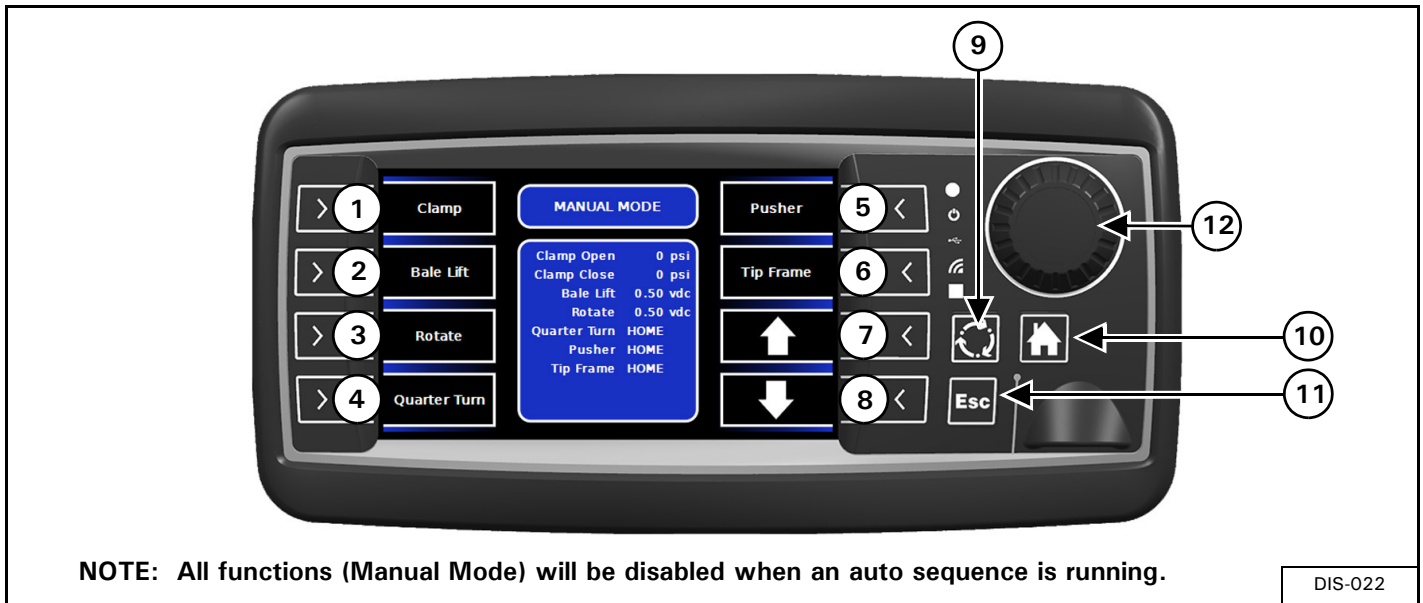 9
1
Clamp
MANUAL MODE
Pusher
5
12
2
Bale Lift
Clamp Open 0 psi
Clamp Close 0 psi
Bale Lift 0.50 vdc
Rotate 0.50 vdc
Quarter Turn HOME
Pusher HOME
Tip Frame HOME
Tip Frame
6
3
Rotate
7
10
4
Quarter Turn
8
Esc
11
NOTE: All functions (Manual Mode) will be disabled when an auto sequence is running.
DIS-022